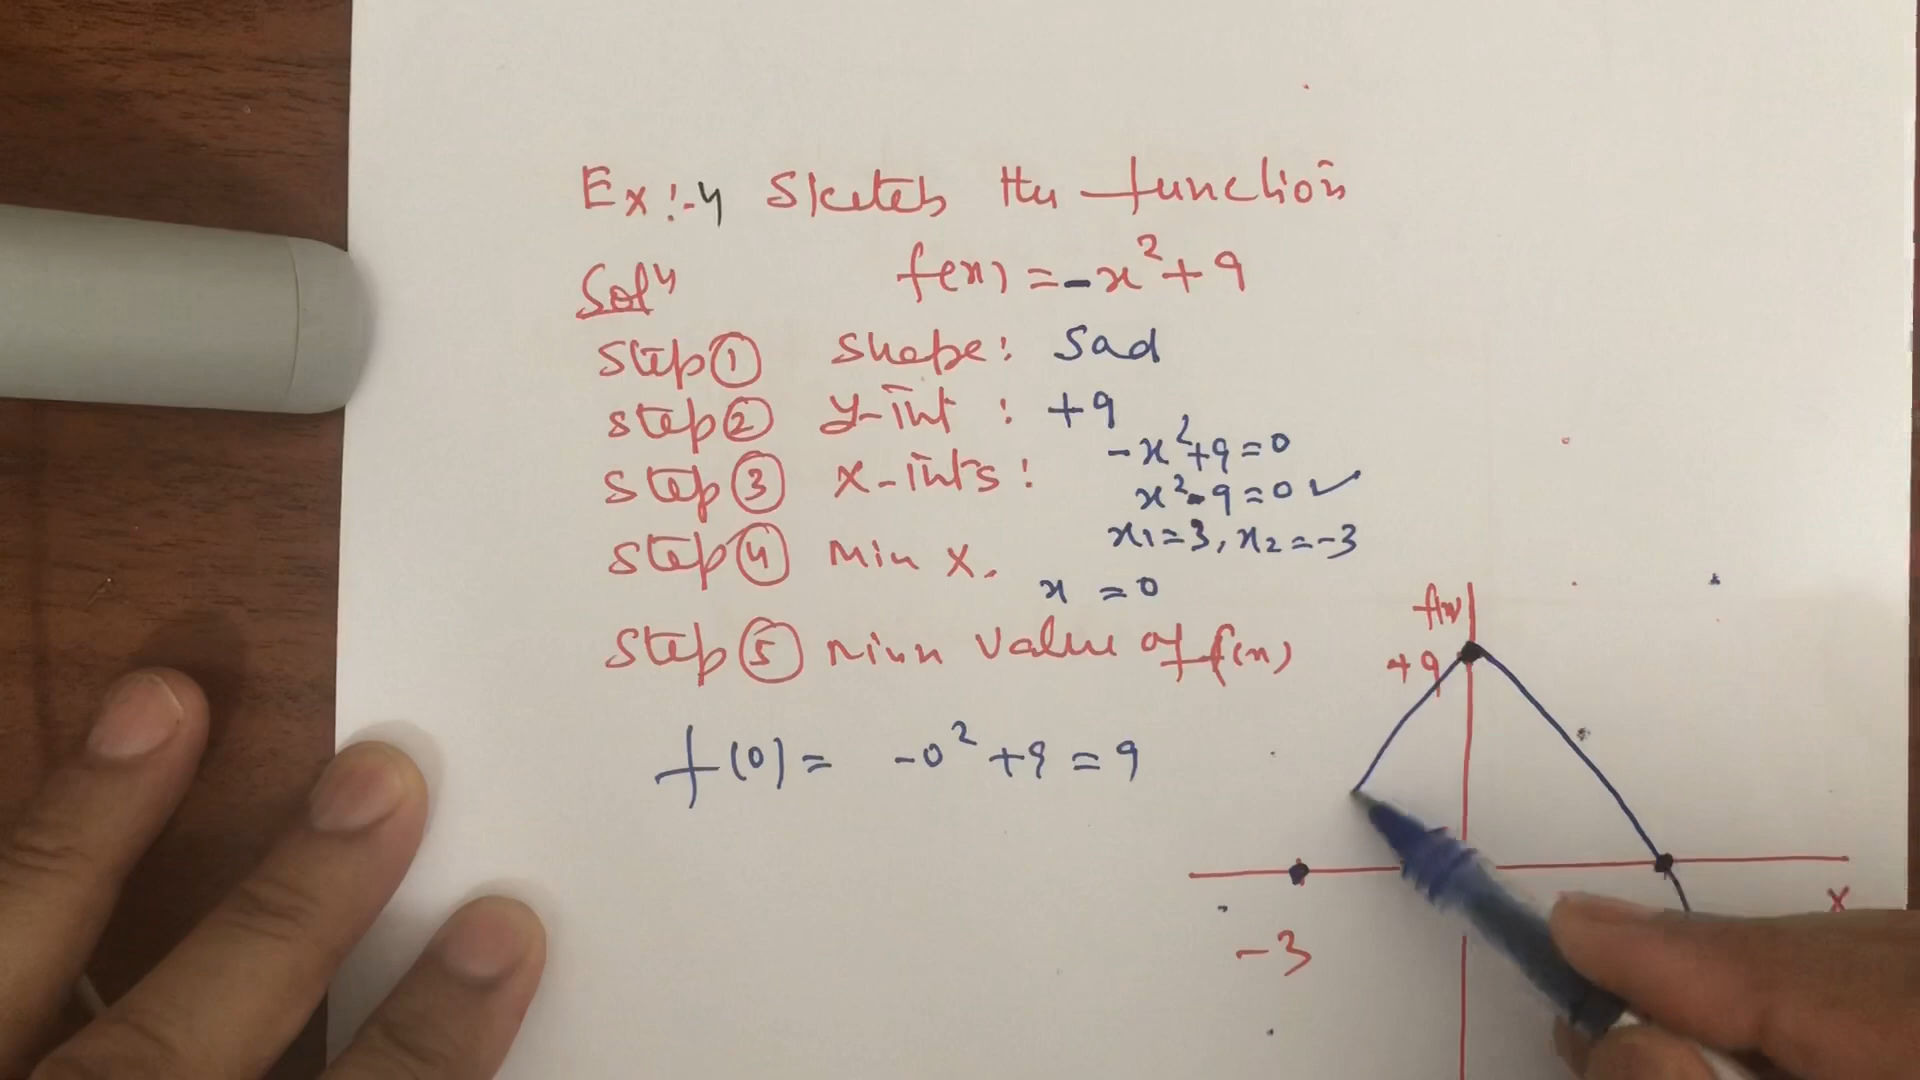 Ex:-4 Sketch the function
f(x) = -x² + 9
Solⁿ
Step ① Shape: Sad
Step ② y-int : +9
Step ③ x-ints :
-x² + 9 = 0
x² - 9 = 0 ✓
x₁ = 3, x₂ = -3
Step ④ Min x.
x = 0
Step ⑤ Minn value of f(x)
f(0) = -0² + 9 = 9
f(x)
+9
x
-3